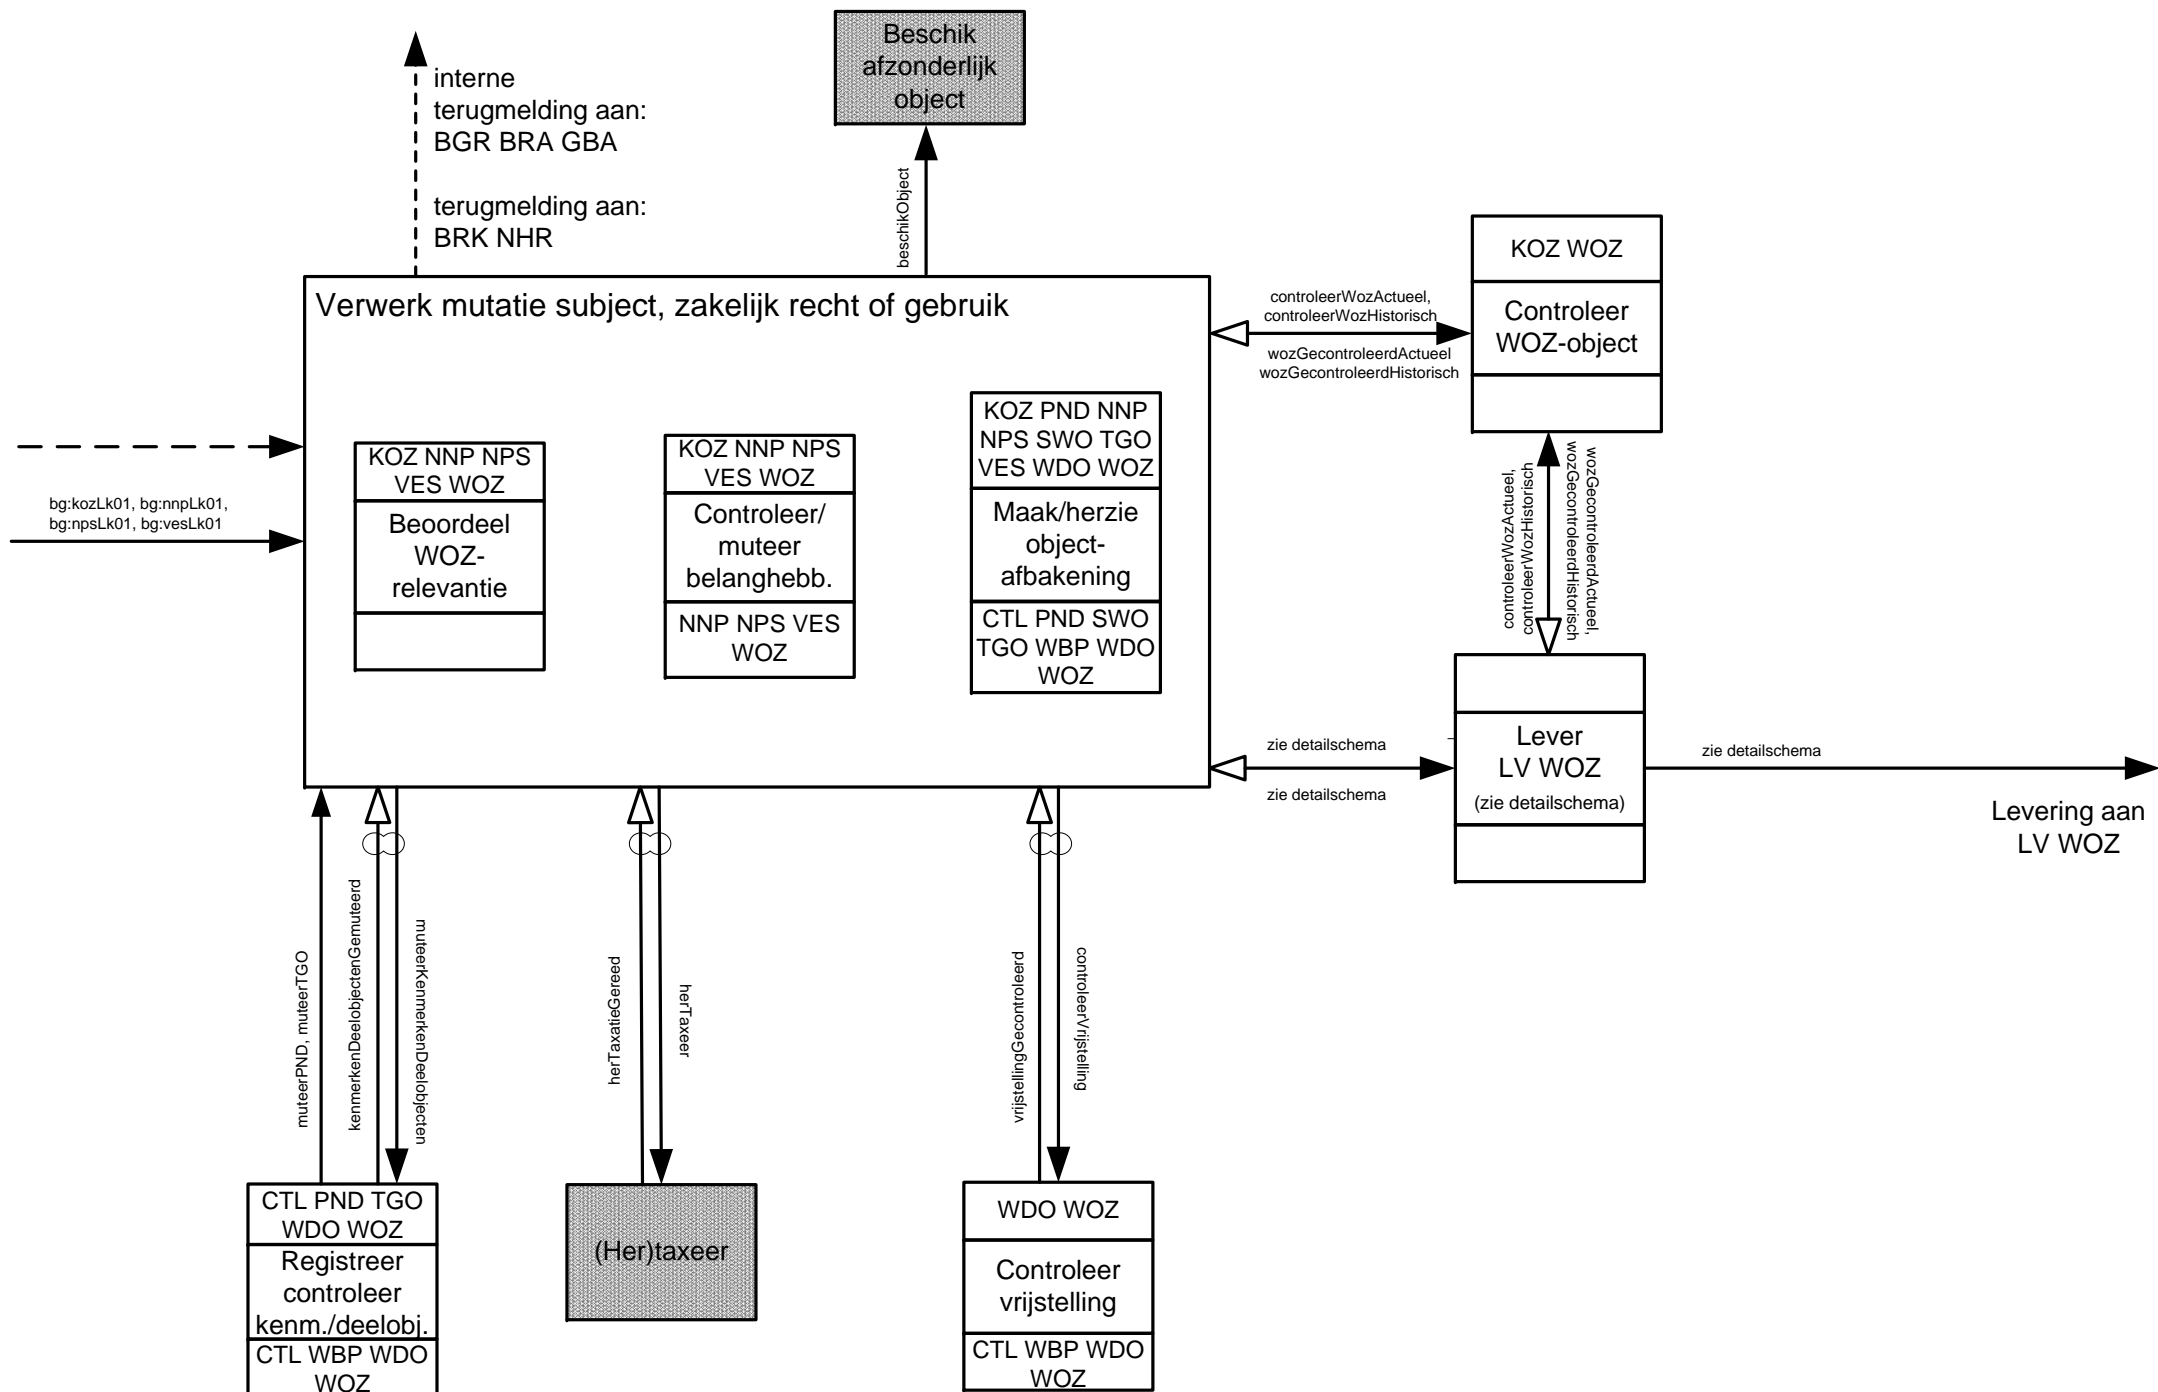 Beschik
afzonderlijk
object
interne
terugmelding aan:
BGR BRA GBA
terugmelding aan:
BRK NHR
beschikObject
KOZ WOZ
Controleer
WOZ-object
Verwerk mutatie subject, zakelijk recht of gebruik
controleerWozActueel,
controleerWozHistorisch
wozGecontroleerdActueel
wozGecontroleerdHistorisch
KOZ NNP NPS
VES WOZ
Beoordeel
WOZ-
relevantie
KOZ NNP NPS
VES WOZ
Controleer/
muteer
belanghebb.
NNP NPS VES
WOZ
KOZ PND NNP
NPS SWO TGO
VES WDO WOZ
Maak/herzie
object-
afbakening
CTL PND SWO
TGO WBP WDO
WOZ
bg:kozLk01, bg:nnpLk01,
bg:npsLk01, bg:vesLk01
controleerWozActueel,
controleerWozHistorisch
wozGecontroleerdActueel,
wozGecontroleerdHistorisch
zie detailschema
zie detailschema
Lever
LV WOZ
(zie detailschema)
zie detailschema
Levering aan
LV WOZ
muteerPND, muteerTGO
kenmerkenDeelobjectenGemuteerd
muteerKenmerkenDeelobjecten
herTaxatieGereed
herTaxeer
vrijstellingGecontroleerd
controleerVrijstelling
CTL PND TGO
WDO WOZ
Registreer
controleer
kenm./deelobj.
CTL WBP WDO
WOZ
(Her)taxeer
WDO WOZ
Controleer
vrijstelling
CTL WBP WDO
WOZ